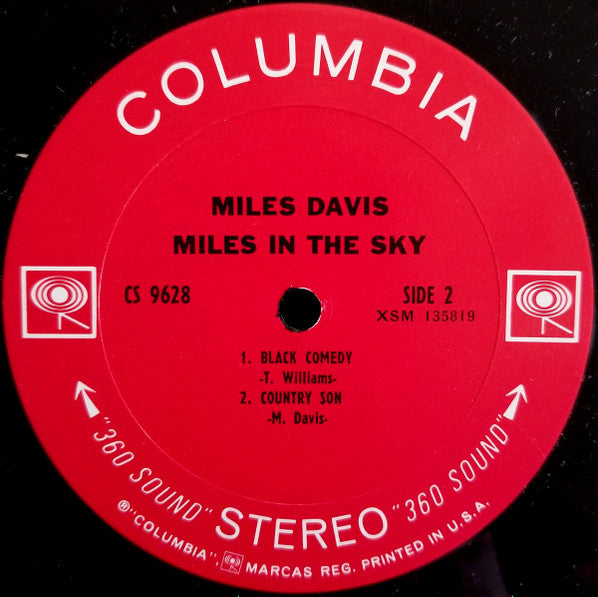 COLUMBIA
MILES DAVIS
MILES IN THE SKY
CS 9628
SIDE 2
XSM 135819
1. BLACK COMEDY
-T. Williams-
2. COUNTRY SON
-M. Davis-
"360 SOUND" STEREO "360 SOUND"
®"COLUMBIA", MARCAS REG. PRINTED IN U.S.A.